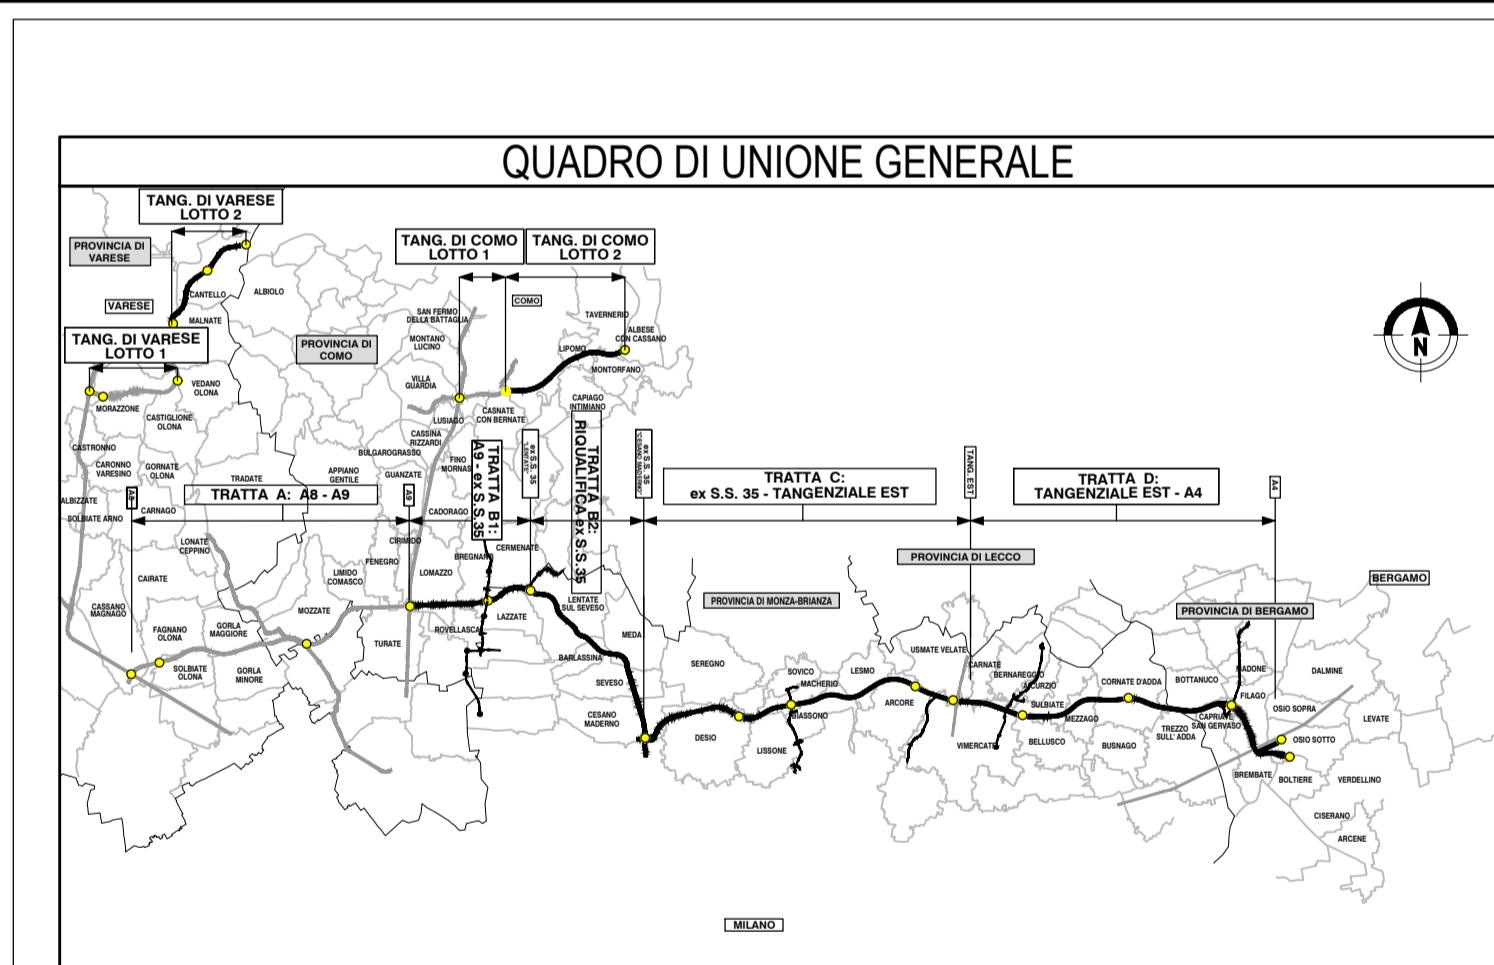 QUADRO DI UNIONE GENERALE
TANG. DI VARESE
LOTTO 2
PROVINCIA DI
VARESE
TANG. DI COMO
LOTTO 1
TANG. DI COMO
LOTTO 2
CANTELLO
ALBIOLO
VARESE
MALNATE
COMO
SAN FERMO
DELLA BATTAGLIA
TAVERNERIO
ALBESE
CON CASSANO
TANG. DI VARESE
LOTTO 1
PROVINCIA DI
COMO
MONTANO
LUCINO
LIPOMO
MONTORFANO
N
VEDANO
OLONA
VILLA
GUARDIA
MORAZZONE
CASTIGLIONE
OLONA
LUSIAGO
CASNATE
CON BERNATE
CAPIAGO
INTIMIANO
CASTRONNO
CASSINA
RIZZARDI
BULGAROGRASSO
CARONNO
VARESINO
GORNATE
OLONA
TRADATE
APPIANO
GENTILE
GUANZATE
FINO
MORNAS
TRATTA B1:
A9 - ex S.S.35
ex S.S. 35
"LENTATE"
TRATTA B2:
RIQUALIFICA ex S.S.35
ex S.S. 35
"CESANO MADERNO"
ALBIZZATE
SOLBIATE ARNO
CARNAGO
A8
TRATTA A: A8 - A9
A9
CADORAGO
TRATTA C:
ex S.S. 35 - TANGENZIALE EST
TANG. EST
TRATTA D:
TANGENZIALE EST - A4
A4
LONATE
CEPPINO
CIRIMIDO
FENEGRO
LOMAZZO
BREGNANO
CERMENATE
PROVINCIA DI LECCO
BERGAMO
CAIRATE
LIMIDO
COMASCO
CASSANO
MAGNAGO
MOZZATE
LAZZATE
LENTATE
SUL SEVESO
PROVINCIA DI MONZA-BRIANZA
PROVINCIA DI BERGAMO
FAGNANO
OLONA
GORLA
MAGGIORE
TURATE
ROVELLASCA
MEDA
BARLASSINA
SOLBIATE
OLONA
GORLA
MINORE
SEVESO
SEREGNO
SOVICO
MACHERIO
LESMO
USMATE VELATE
CARNATE
BERNAREGGIO
AICURZIO
CORNATE D'ADDA
BOTTANUCO
MADONE
FILAGO
DALMINE
CESANO
MADERNO
DESIO
BIASSONO
LISSONE
ARCORE
VIMERCATE
SULBIATE
MEZZAGO
BELLUSCO
BUSNAGO
TREZZO
SULL' ADDA
CAPRIATE
SAN GERVASO
OSIO SOPRA
OSIO SOTTO
LEVATE
BREMBATE
BOLTIERE
VERDELLINO
CISERANO
ARCENE
MILANO